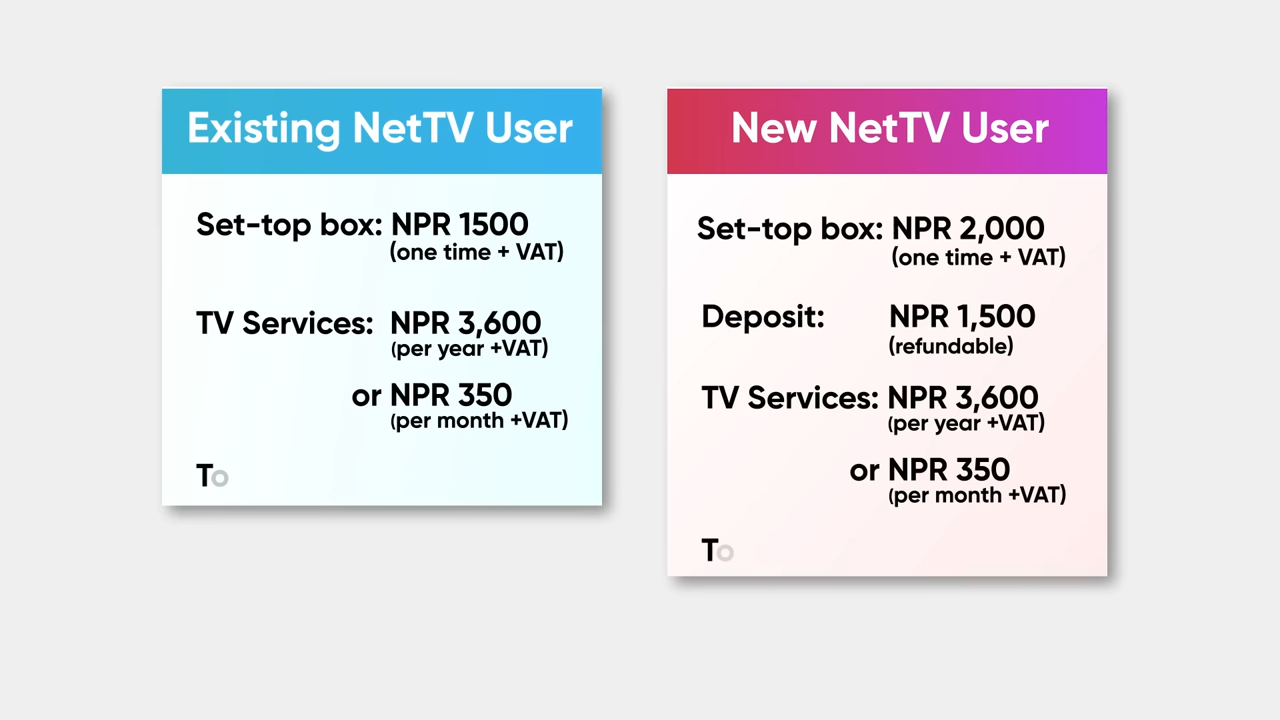 Existing NetTV User
Set-top box: NPR 1500
(one time + VAT)
TV Services: NPR 3,600
(per year +VAT)
or NPR 350
(per month +VAT)
To
New NetTV User
Set-top box: NPR 2,000
(one time + VAT)
Deposit: NPR 1,500
(refundable)
TV Services: NPR 3,600
(per year +VAT)
or NPR 350
(per month +VAT)
To